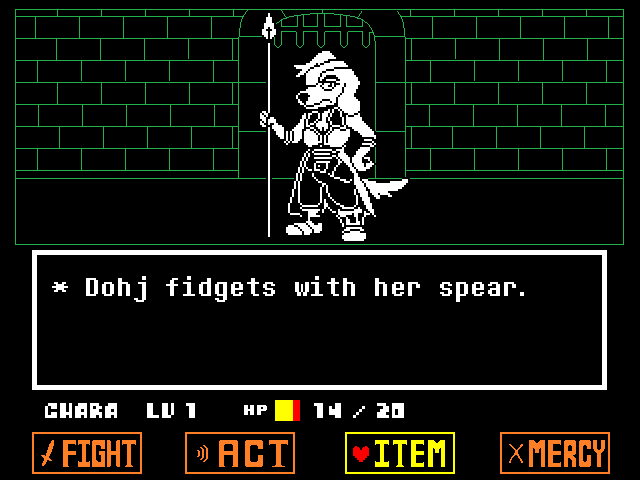 * Dohj fidgets with her spear.
CHARA LV 1 HP 14 / 20
FIGHT ACT ITEM MERCY